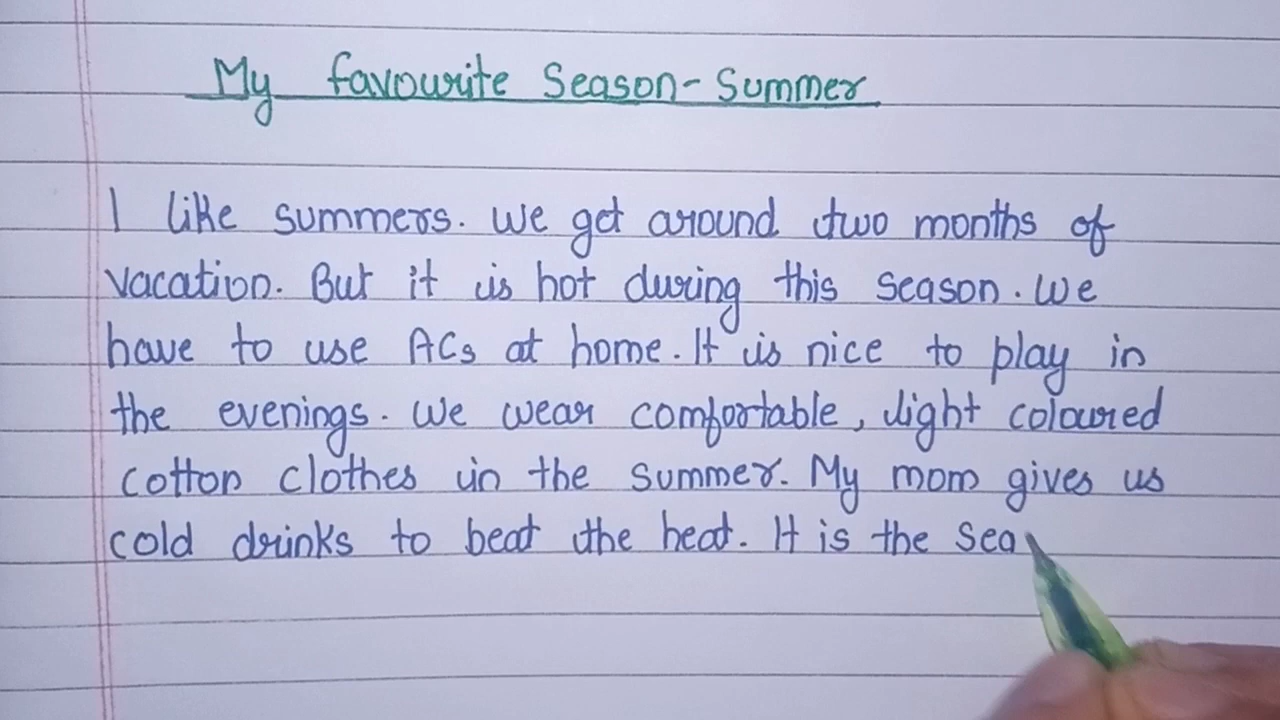 My favourite Season-Summer
I like summers. We get around two months of
vacation. But it is hot during this season. We
have to use ACs at home. It is nice to play in
the evenings. We wear comfortable, light coloured
cotton clothes in the summer. My mom gives us
cold drinks to beat the heat. It is the sea